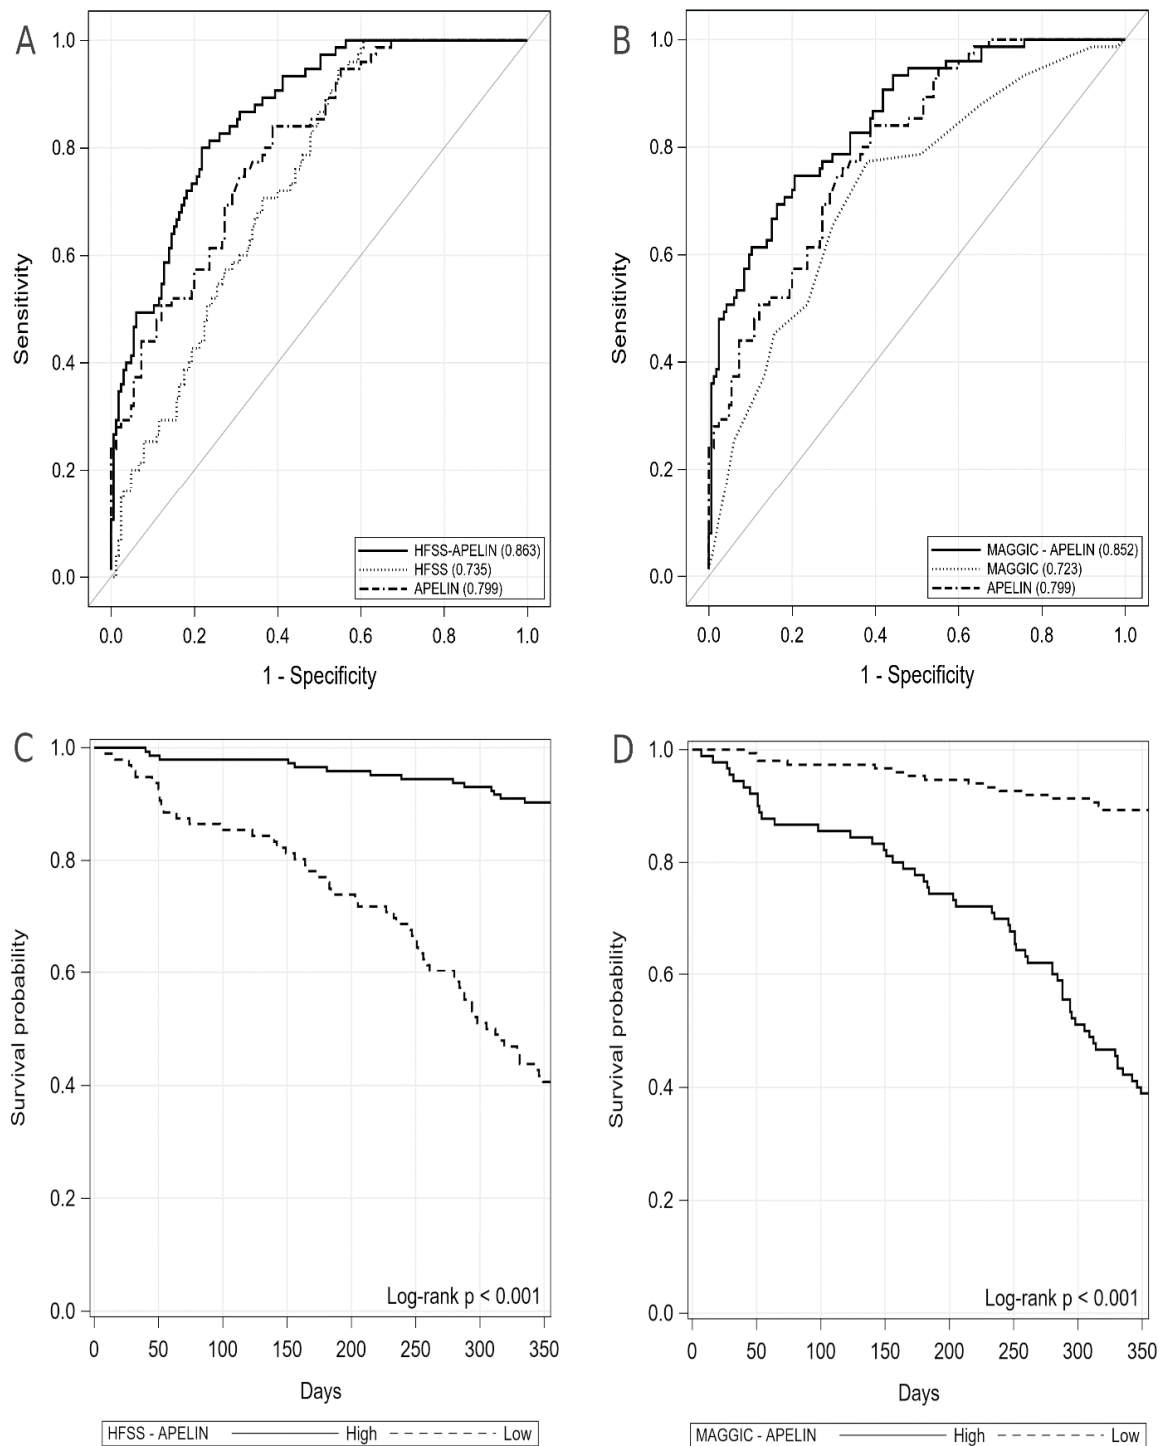 A
1.0
0.8
0.6
0.4
0.2
0.0
Sensitivity
HFSS-APELIN (0.863)
HFSS (0.735)
APELIN (0.799)
0.0 0.2 0.4 0.6 0.8 1.0
1 - Specificity
B
1.0
0.8
0.6
0.4
0.2
0.0
Sensitivity
MAGGIC - APELIN (0.852)
MAGGIC (0.723)
APELIN (0.799)
0.0 0.2 0.4 0.6 0.8 1.0
1 - Specificity
C
1.0
0.8
0.6
0.4
0.2
0.0
Survival probability
Log-rank p < 0.001
0 50 100 150 200 250 300 350
Days
HFSS - APELIN High Low
D
1.0
0.8
0.6
0.4
0.2
0.0
Survival probability
Log-rank p < 0.001
0 50 100 150 200 250 300 350
Days
MAGGIC - APELIN High Low